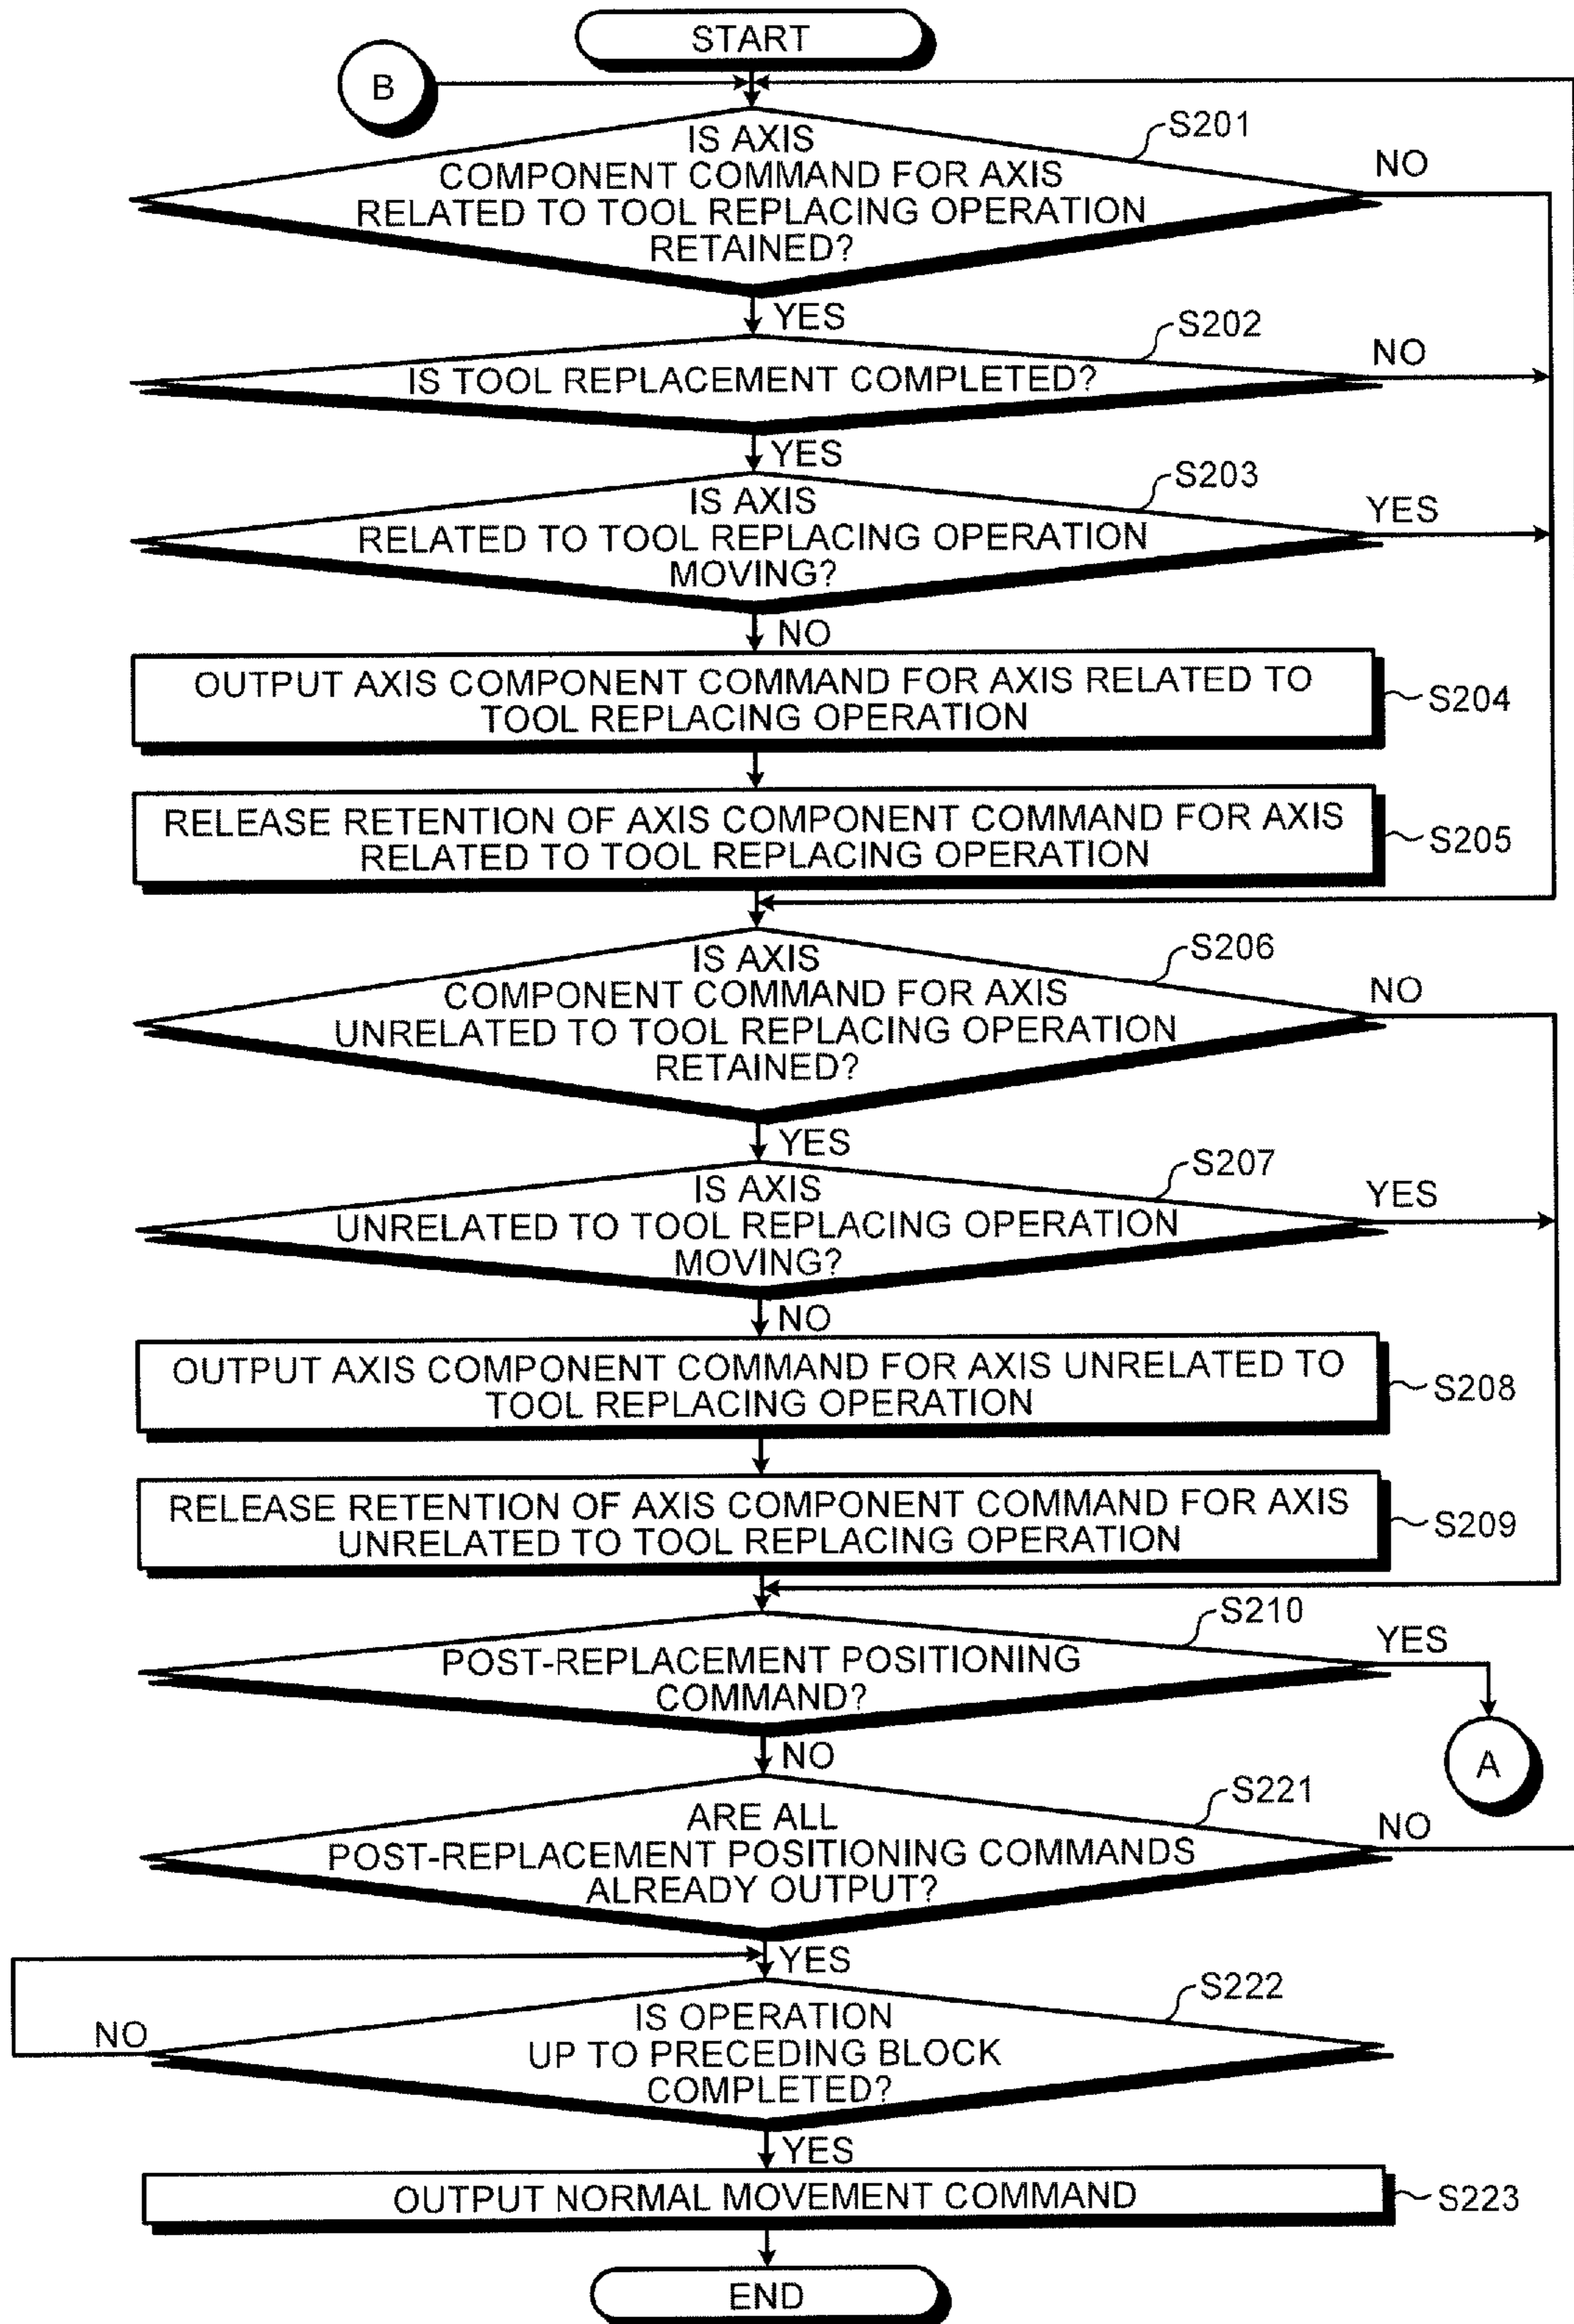 START
B
IS AXIS
COMPONENT COMMAND FOR AXIS
RELATED TO TOOL REPLACING OPERATION
RETAINED?
S201
NO
YES
IS TOOL REPLACEMENT COMPLETED?
S202
NO
YES
IS AXIS
RELATED TO TOOL REPLACING OPERATION
MOVING?
S203
YES
NO
OUTPUT AXIS COMPONENT COMMAND FOR AXIS RELATED TO
TOOL REPLACING OPERATION
S204
RELEASE RETENTION OF AXIS COMPONENT COMMAND FOR AXIS
RELATED TO TOOL REPLACING OPERATION
S205
IS AXIS
COMPONENT COMMAND FOR AXIS
UNRELATED TO TOOL REPLACING OPERATION
RETAINED?
S206
NO
YES
IS AXIS
UNRELATED TO TOOL REPLACING OPERATION
MOVING?
S207
YES
NO
OUTPUT AXIS COMPONENT COMMAND FOR AXIS UNRELATED TO
TOOL REPLACING OPERATION
S208
RELEASE RETENTION OF AXIS COMPONENT COMMAND FOR AXIS
UNRELATED TO TOOL REPLACING OPERATION
S209
POST-REPLACEMENT POSITIONING
COMMAND?
S210
YES
A
NO
ARE ALL
POST-REPLACEMENT POSITIONING COMMANDS
ALREADY OUTPUT?
S221
NO
YES
IS OPERATION
UP TO PRECEDING BLOCK
COMPLETED?
S222
NO
YES
OUTPUT NORMAL MOVEMENT COMMAND
S223
END